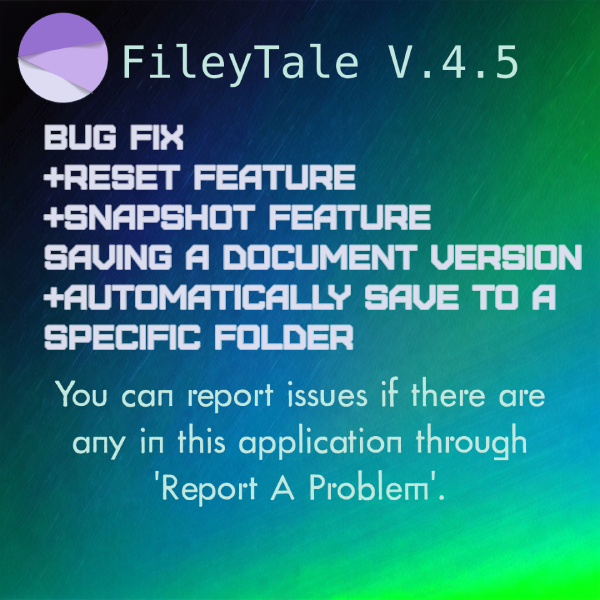 FileyTale V.4.5
BUG FIX
+RESET FEATURE
+SNAPSHOT FEATURE
SAVING A DOCUMENT VERSION
+AUTOMATICALLY SAVE TO A
SPECIFIC FOLDER
You can report issues if there are
any in this application through
'Report A Problem'.